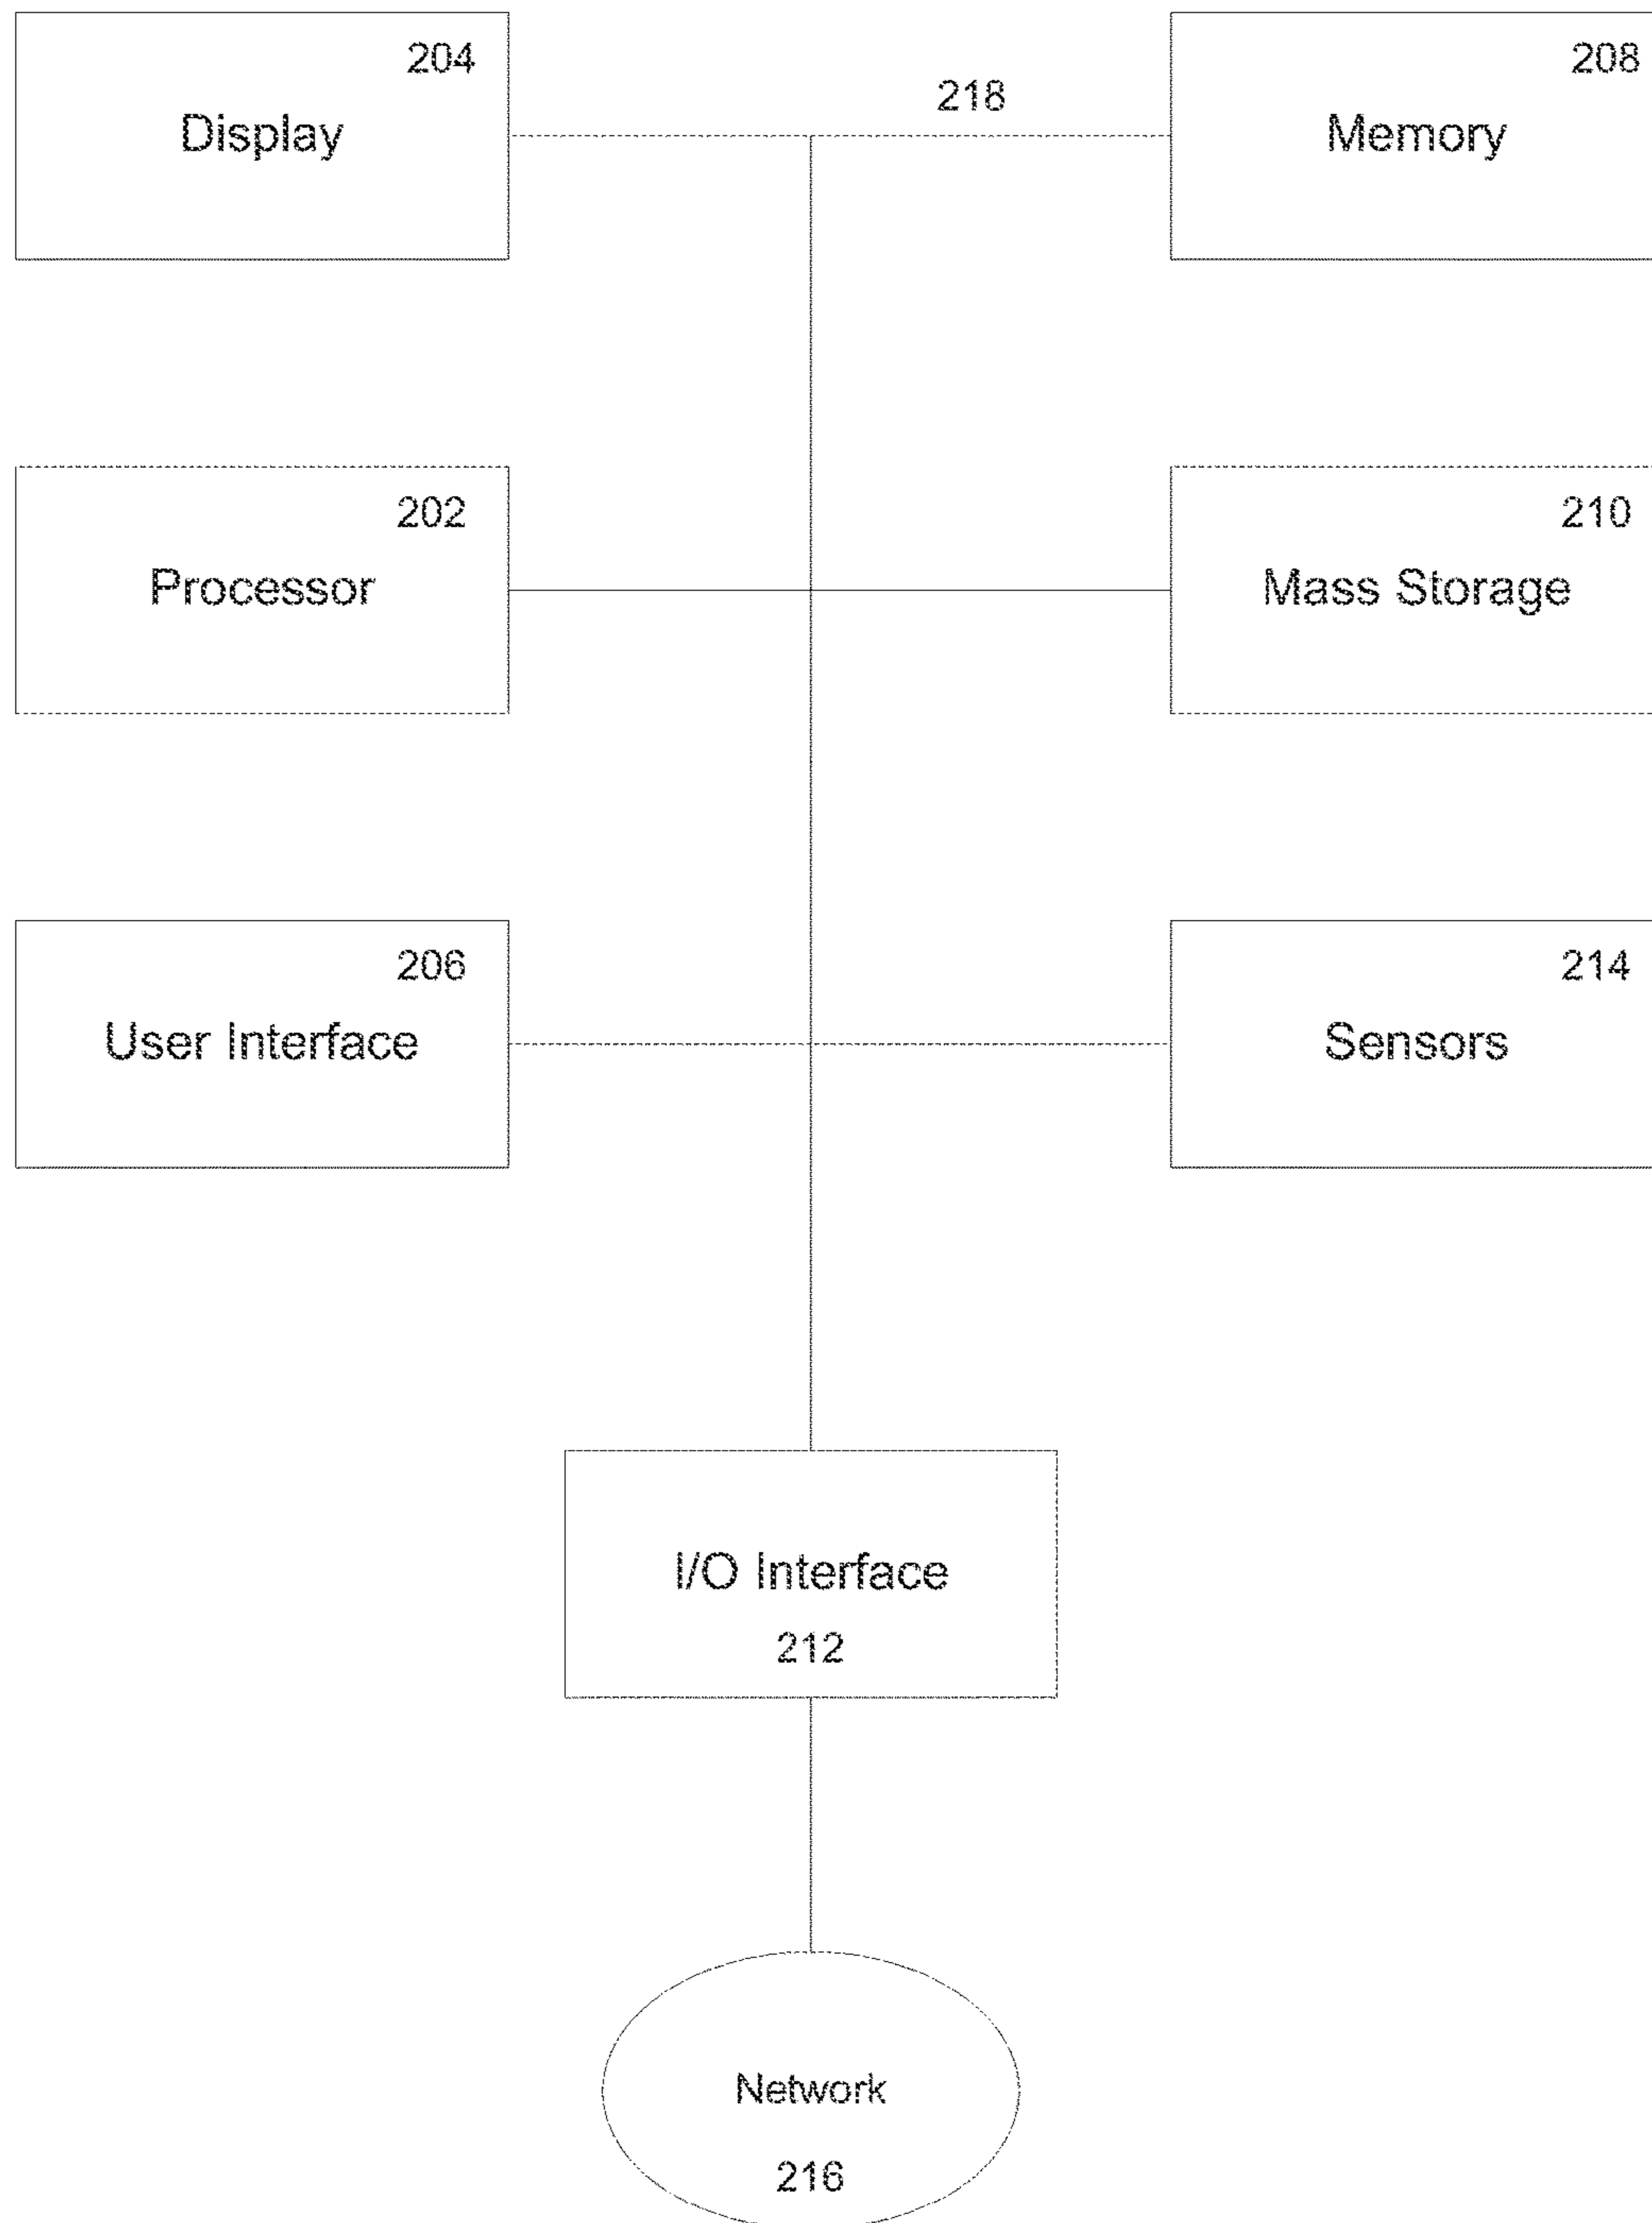 204
Display
218
208
Memory
202
Processor
210
Mass Storage
206
User Interface
214
Sensors
I/O Interface
212
Network
216